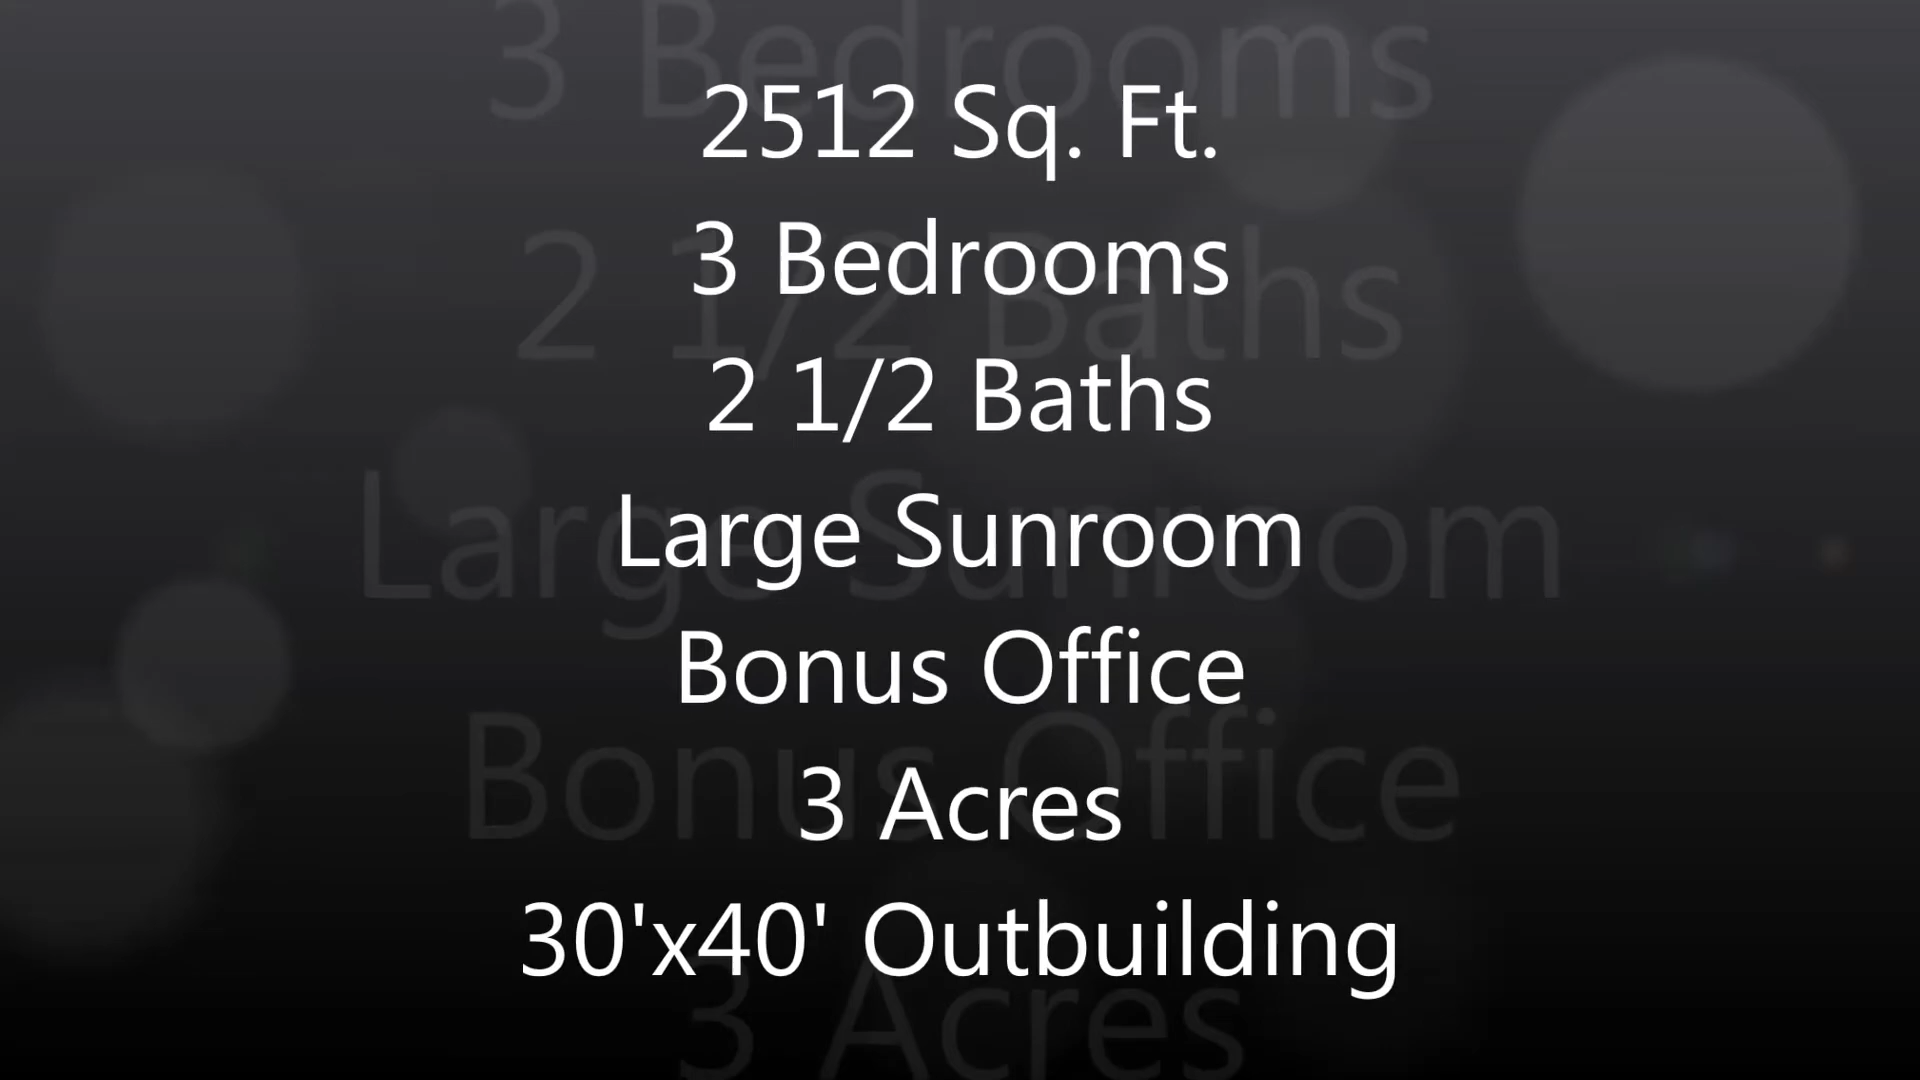 2512 Sq. Ft.
3 Bedrooms
2 1/2 Baths
Large Sunroom
Bonus Office
3 Acres
30'x40' Outbuilding